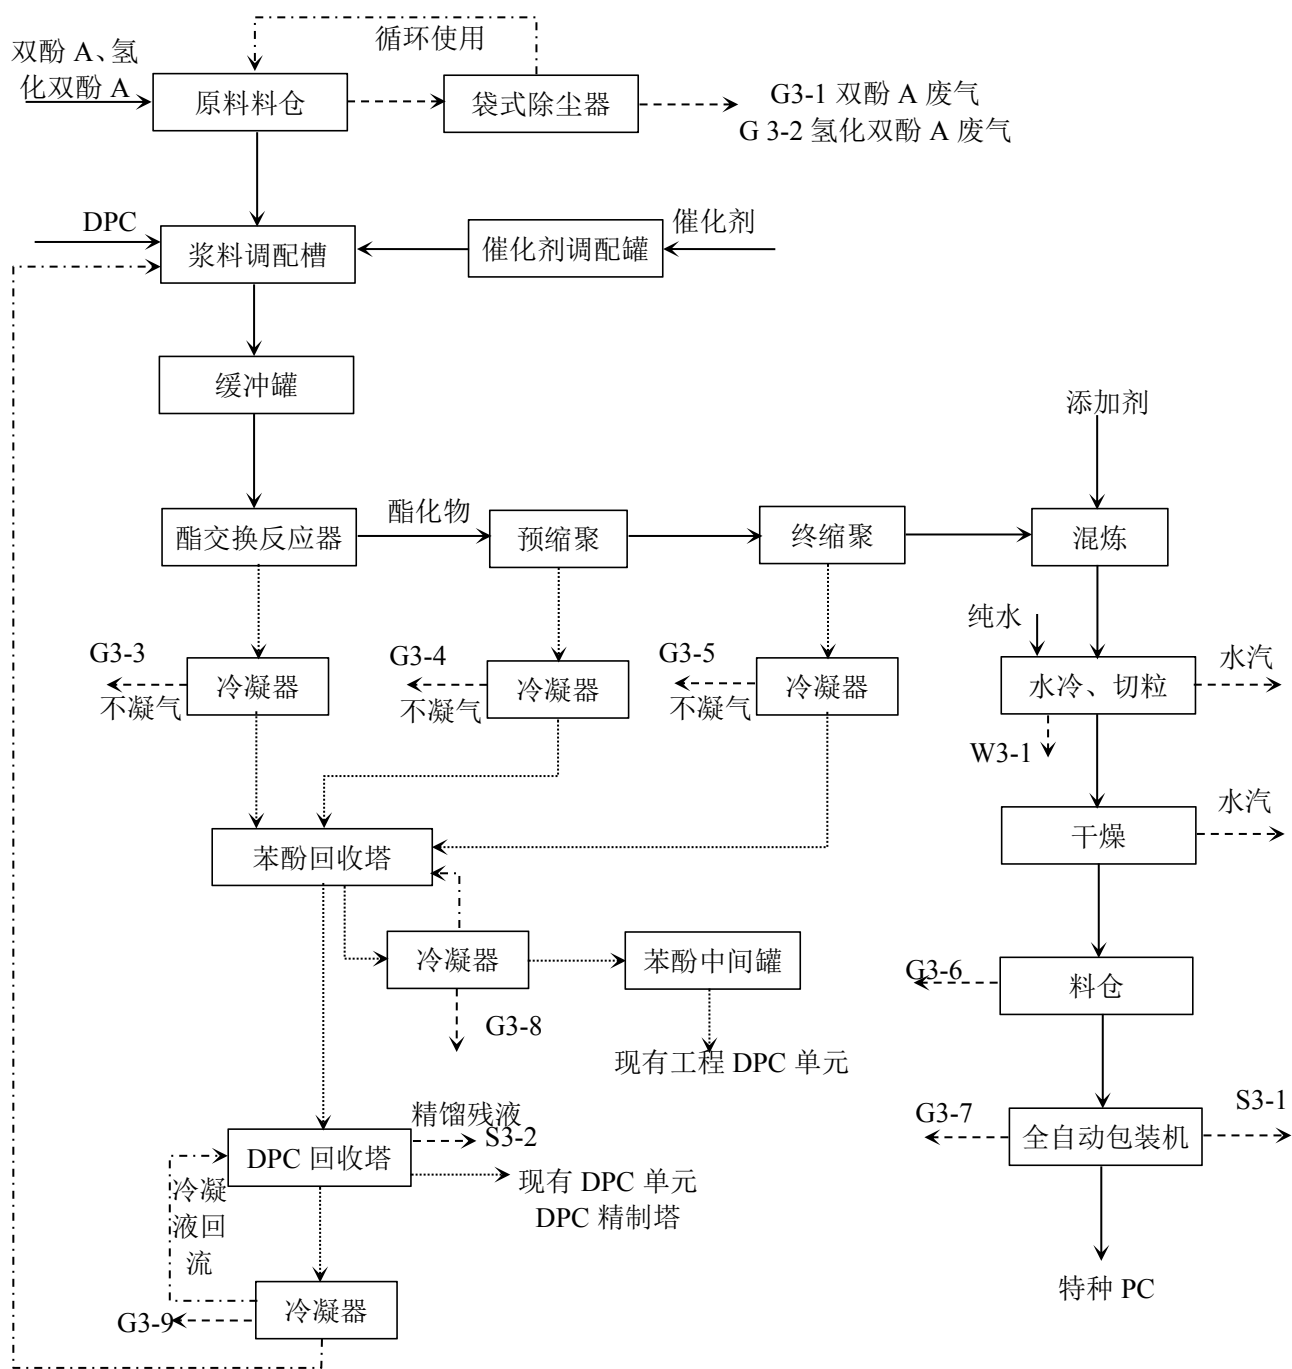 循环使用
双酚 A、氢
化双酚 A
原料料仓
袋式除尘器
G3-1 双酚 A 废气
G 3-2 氢化双酚 A 废气
DPC
浆料调配槽
催化剂调配罐
催化剂
缓冲罐
添加剂
酯交换反应器
酯化物
预缩聚
终缩聚
混炼
纯水
G3-3
不凝气
冷凝器
G3-4
不凝气
冷凝器
G3-5
不凝气
冷凝器
水冷、切粒
水汽
W3-1
苯酚回收塔
干燥
水汽
冷凝器
苯酚中间罐
G3-6
料仓
G3-8
现有工程 DPC 单元
精馏残液
S3-2
G3-7
全自动包装机
S3-1
DPC 回收塔
现有 DPC 单元
DPC 精制塔
冷凝
液回
流
特种 PC
冷凝器
G3-9